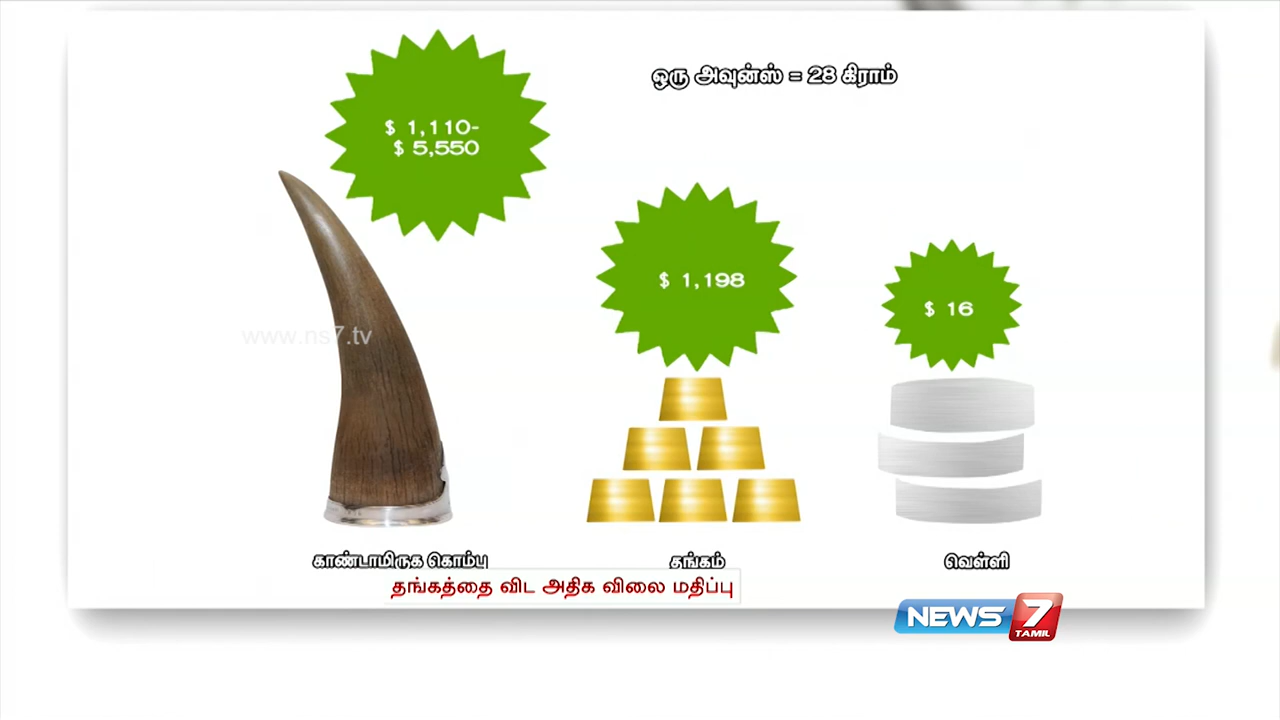 ஒரு அவுன்ஸ் = 28 கிராம்
$ 1,110-
$ 5,550
$ 1,198
$ 16
www.ns7.tv
காண்டாமிருக கொம்பு
தங்கம்
வெள்ளி
தங்கத்தை விட அதிக விலை மதிப்பு
NEWS 7
TAMIL